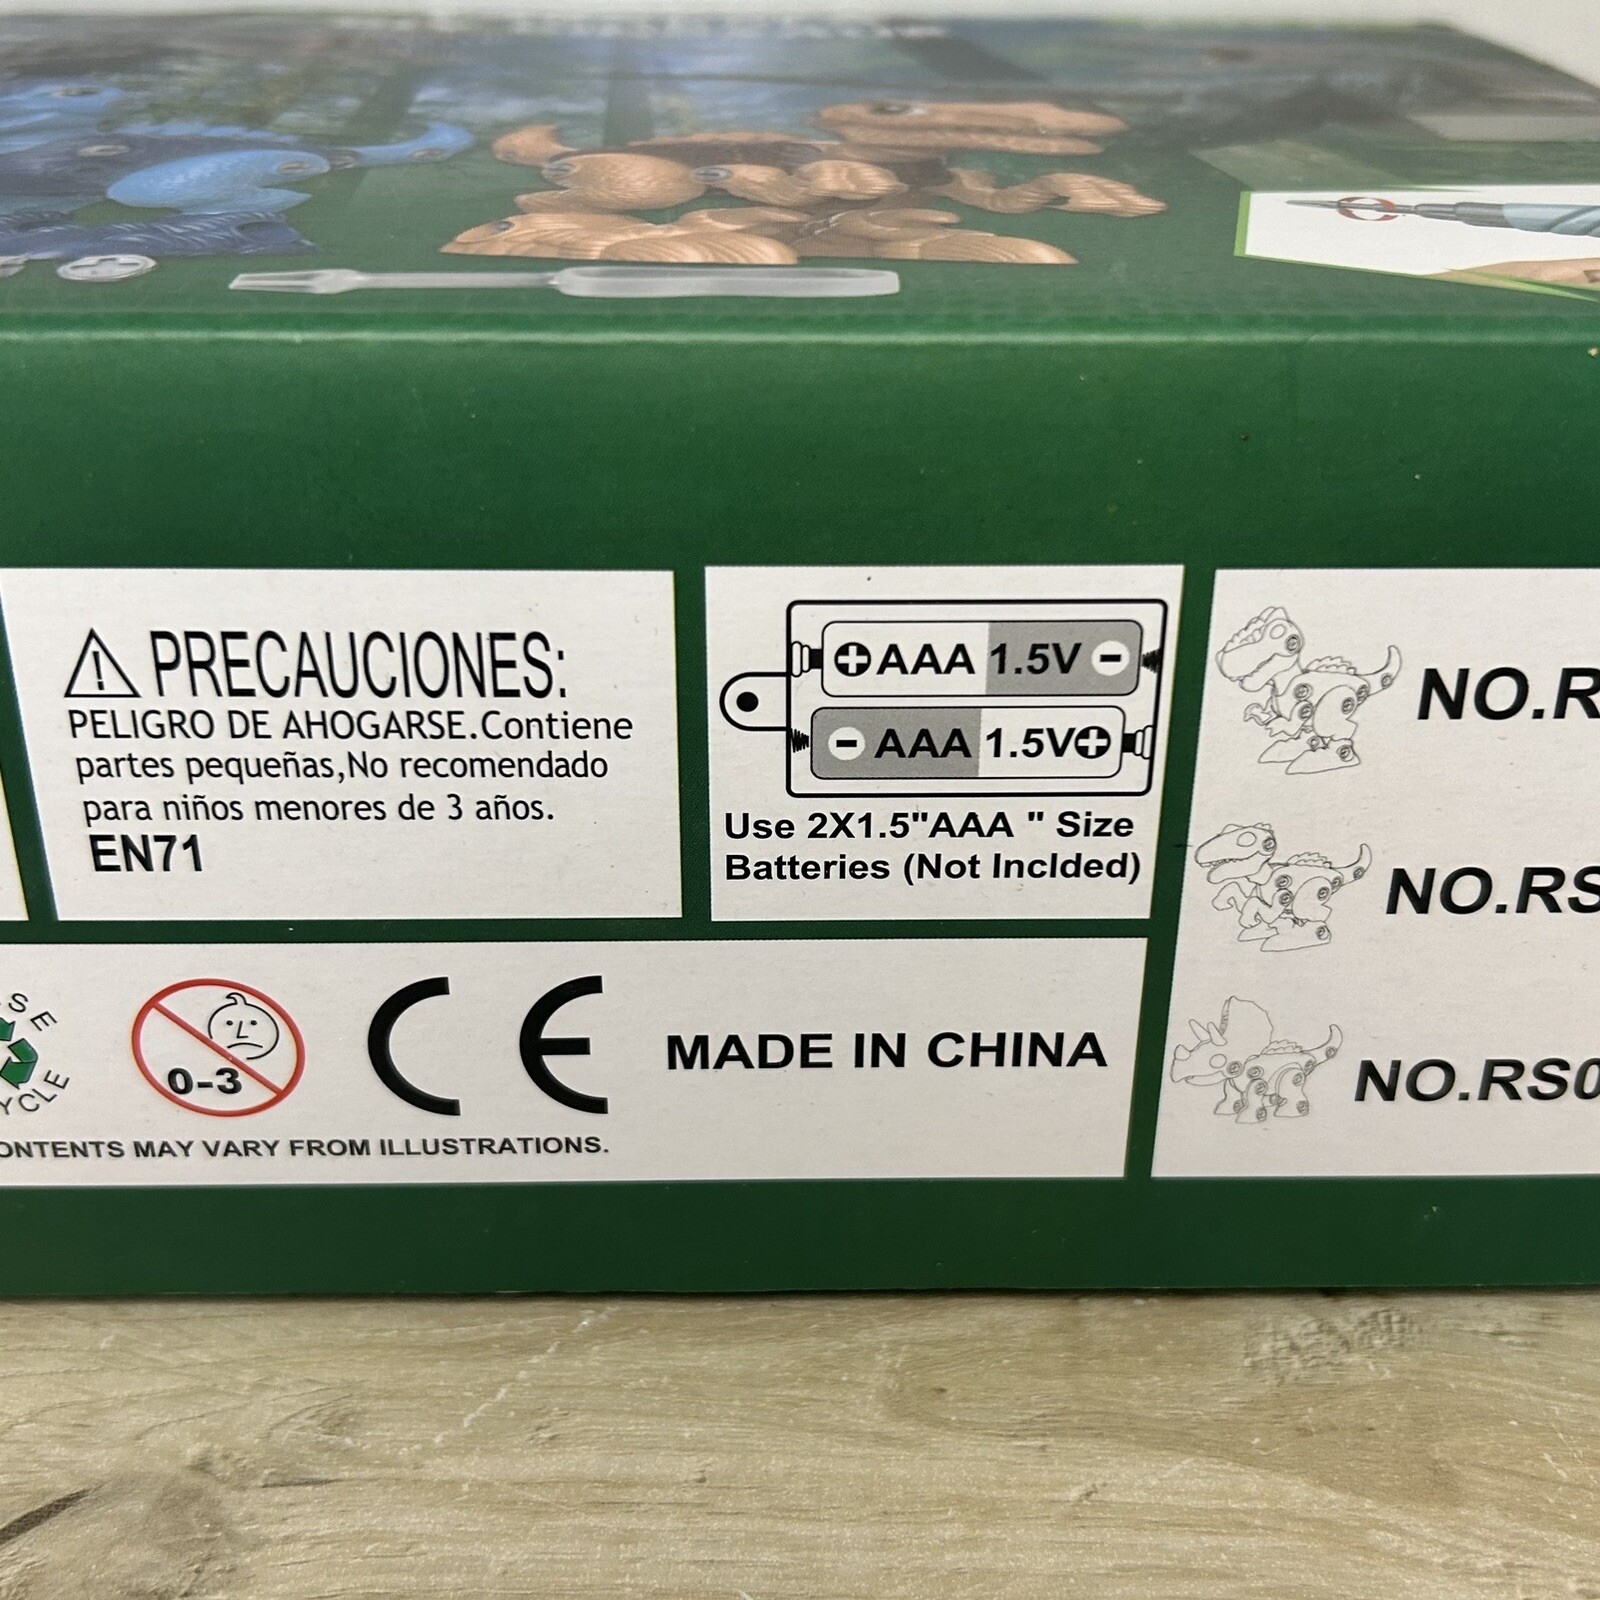 PRECAUCIONES:
PELIGRO DE AHOGARSE.Contiene
partes pequeñas,No recomendado
para niños menores de 3 años.
EN71
+ AAA 1.5V -
- AAA 1.5V +
Use 2X1.5"AAA " Size
Batteries (Not Inclded)
NO.R
NO.RS
NO.RS0
SE
YCLE
0-3
CE
MADE IN CHINA
ONTENTS MAY VARY FROM ILLUSTRATIONS.